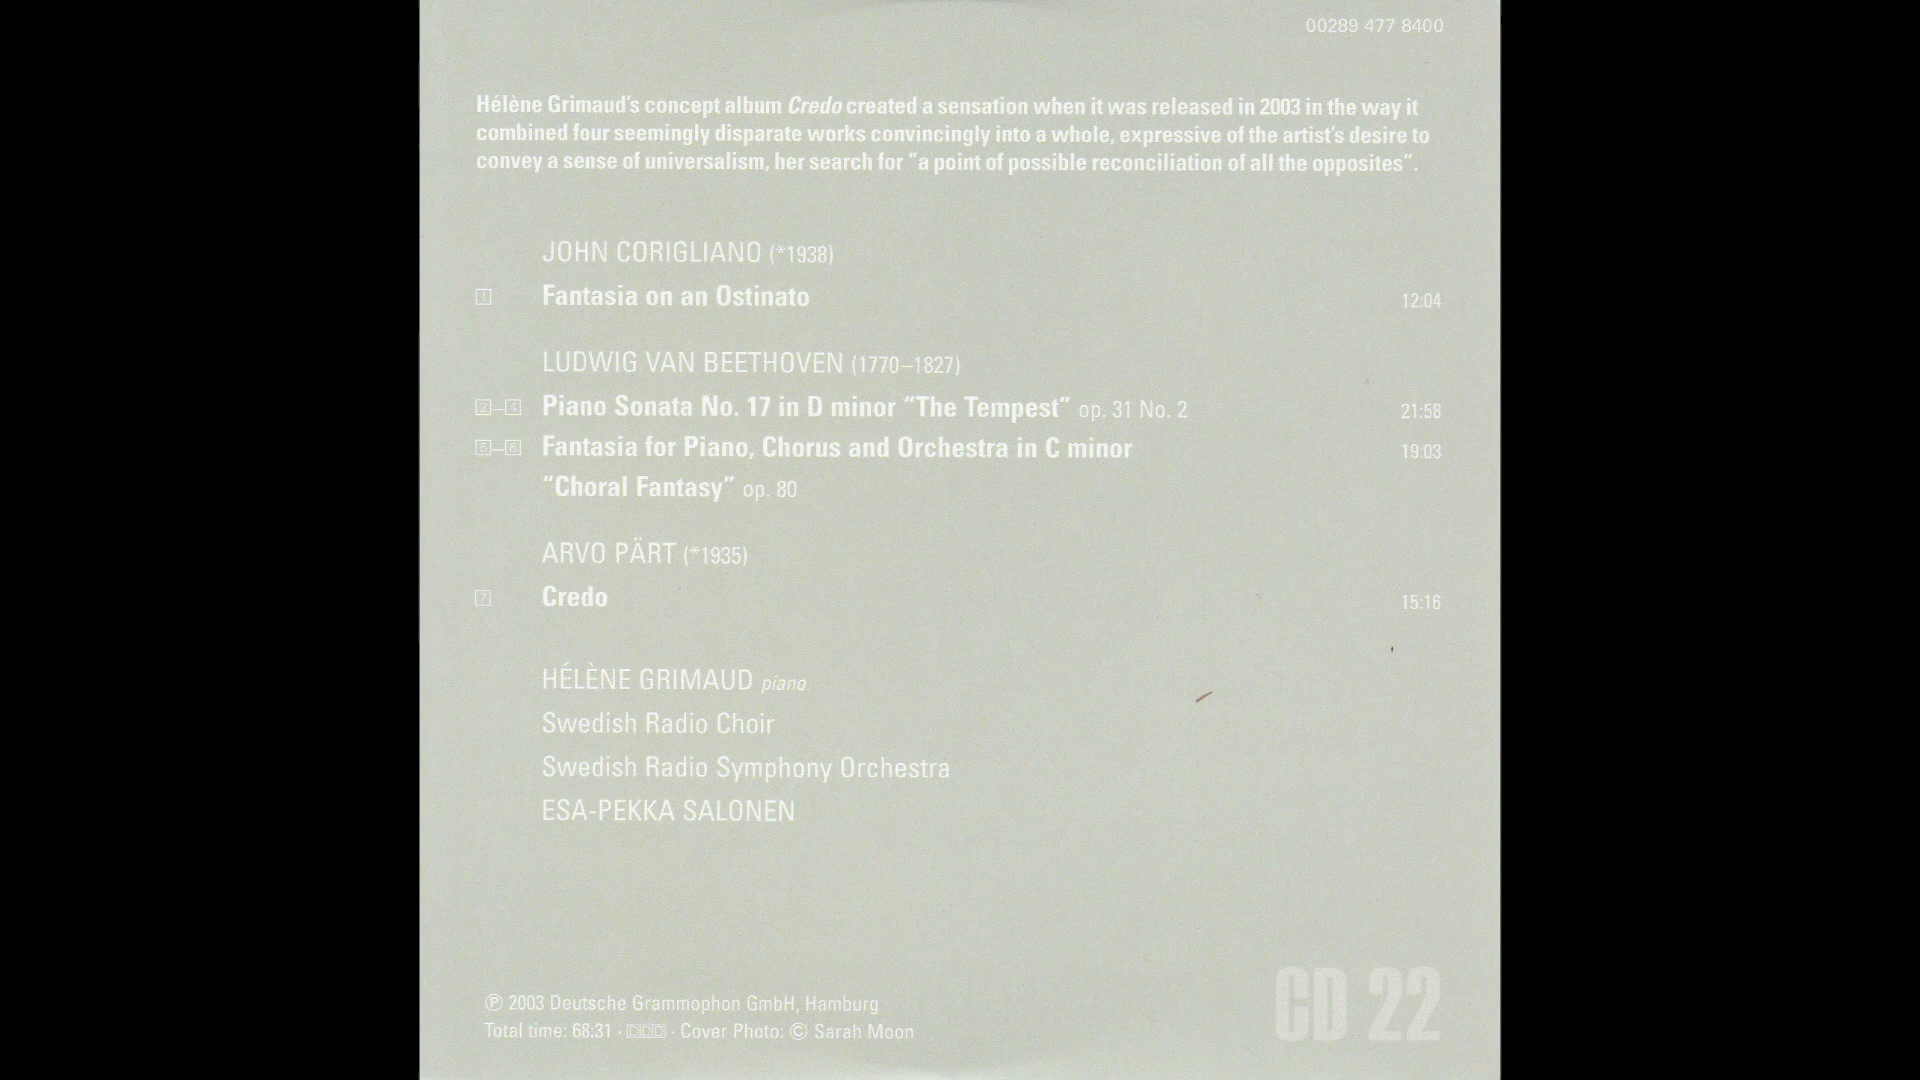 00289 477 8400
Hélène Grimaud's concept album Credo created a sensation when it was released in 2003 in the way it
combined four seemingly disparate works convincingly into a whole, expressive of the artist's desire to
convey a sense of universalism, her search for “a point of possible reconciliation of all the opposites”.
JOHN CORIGLIANO (*1938)
1 Fantasia on an Ostinato 12:04
LUDWIG VAN BEETHOVEN (1770–1827)
2–4 Piano Sonata No. 17 in D minor “The Tempest” op. 31 No. 2 21:58
5–6 Fantasia for Piano, Chorus and Orchestra in C minor 19:03
“Choral Fantasy” op. 80
ARVO PÄRT (*1935)
7 Credo 15:16
HÉLÈNE GRIMAUD piano
Swedish Radio Choir
Swedish Radio Symphony Orchestra
ESA-PEKKA SALONEN
℗ 2003 Deutsche Grammophon GmbH, Hamburg
Total time: 68:31 · DDD · Cover Photo: © Sarah Moon
CD 22